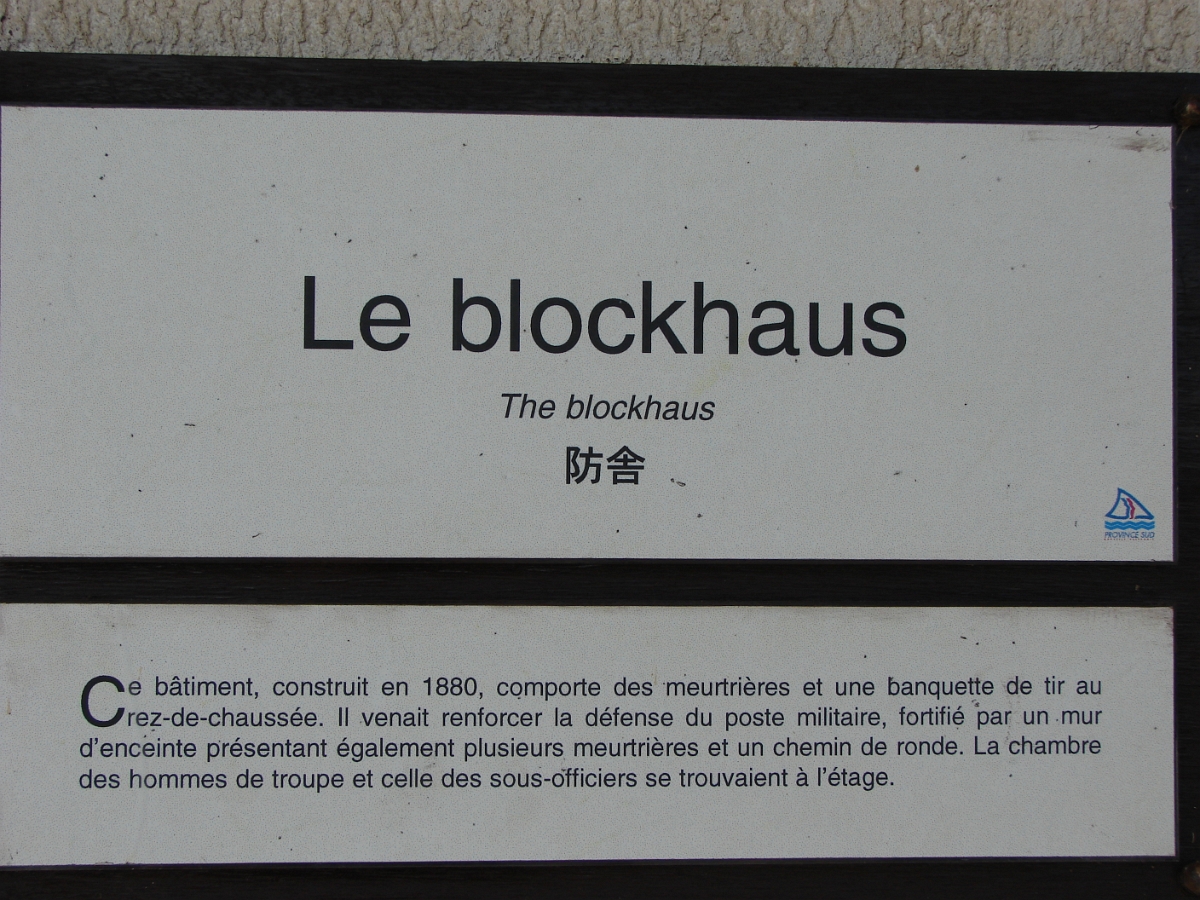 Le blockhaus
The blockhaus
防舎
PROVINCE SUD
Ce bâtiment, construit en 1880, comporte des meurtrières et une banquette de tir au
rez-de-chaussée. Il venait renforcer la défense du poste militaire, fortifié par un mur
d'enceinte présentant également plusieurs meurtrières et un chemin de ronde. La chambre
des hommes de troupe et celle des sous-officiers se trouvaient à l'étage.